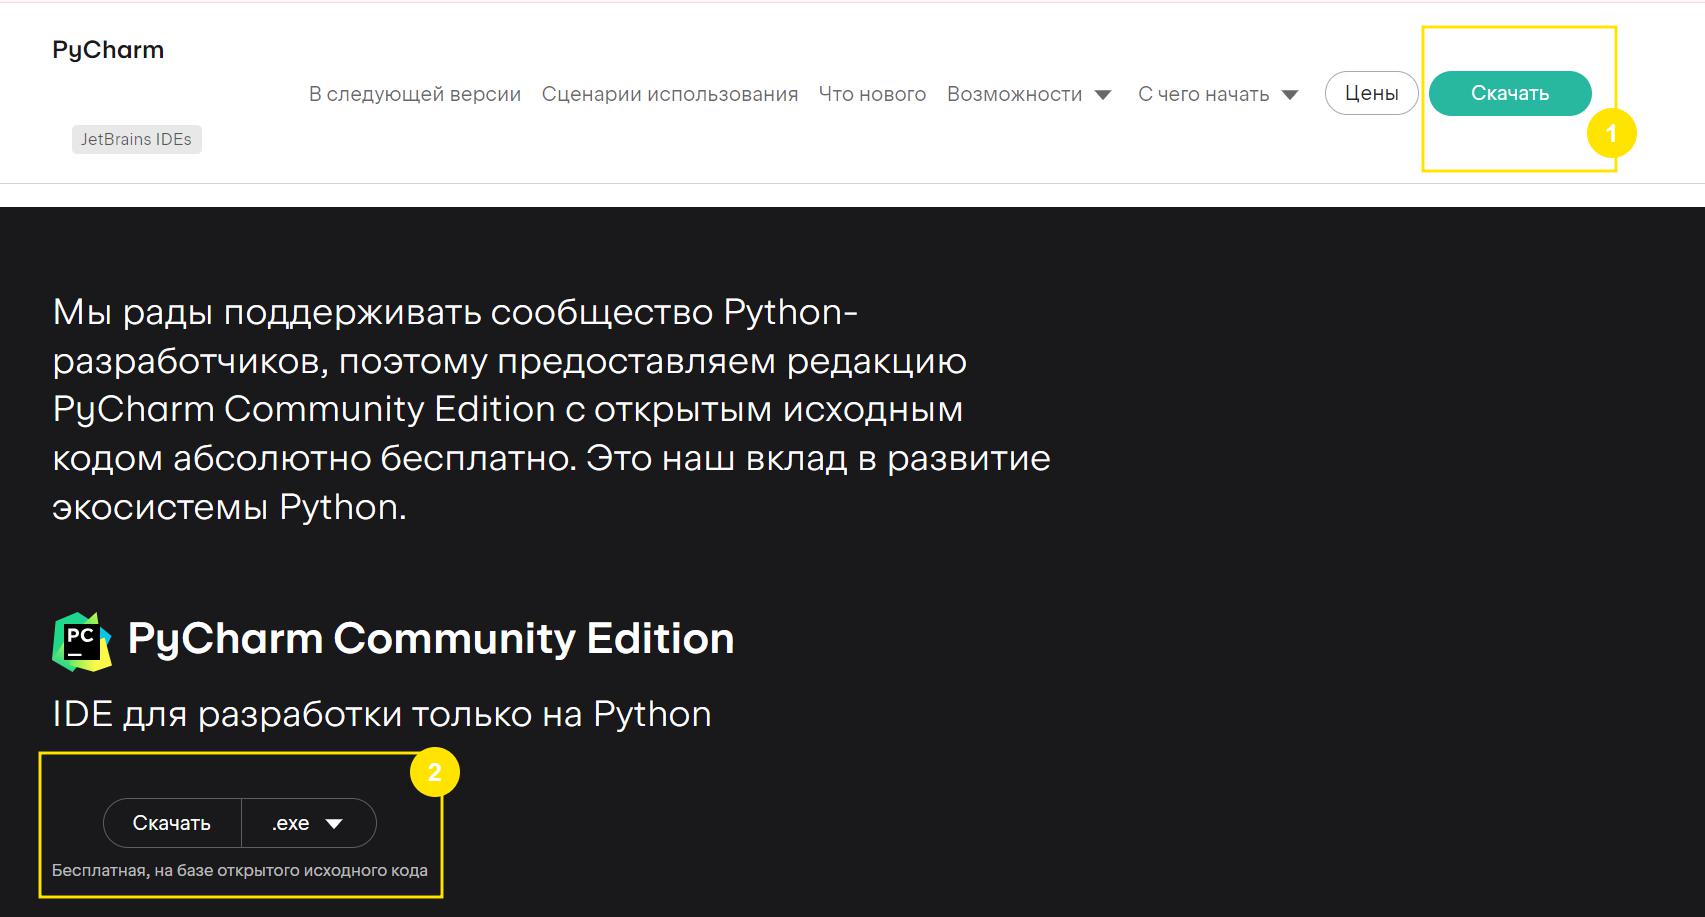 PyCharm
В следующей версии Сценарии использования Что нового Возможности С чего начать Цены Скачать
1
JetBrains IDEs
Мы рады поддерживать сообщество Python-
разработчиков, поэтому предоставляем редакцию
PyCharm Community Edition с открытым исходным
кодом абсолютно бесплатно. Это наш вклад в развитие
экосистемы Python.
PC PyCharm Community Edition
IDE для разработки только на Python
2
Скачать .exe
Бесплатная, на базе открытого исходного кода